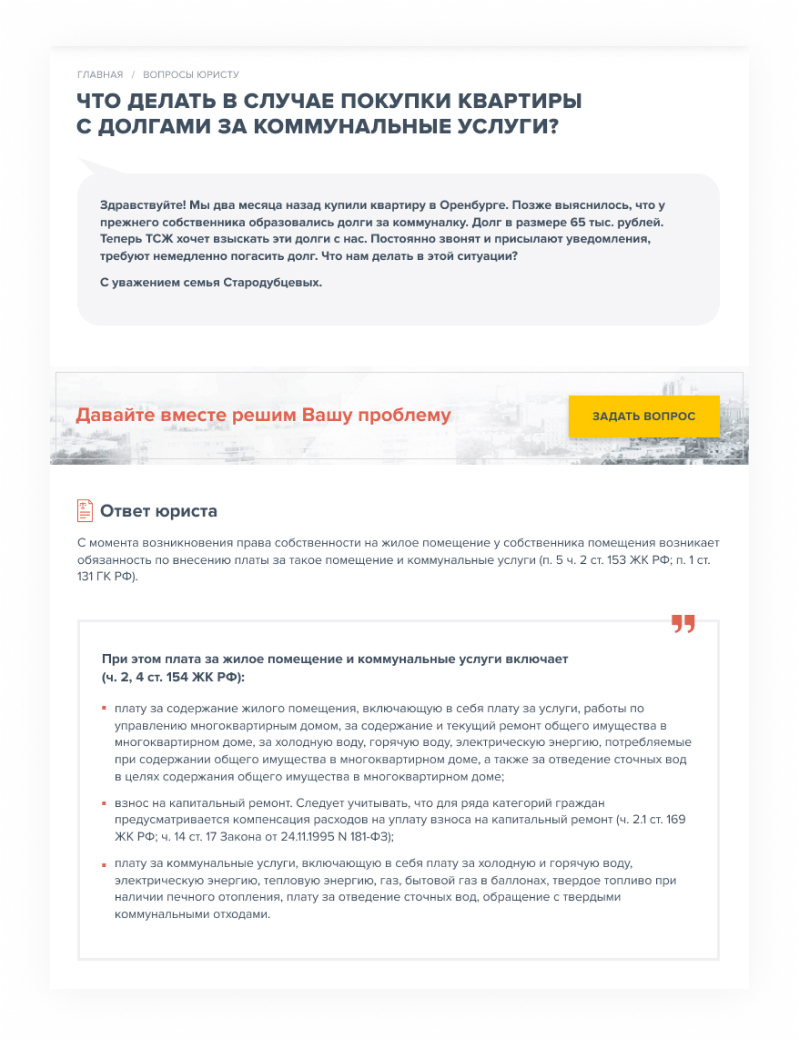 ГЛАВНАЯ / ВОПРОСЫ ЮРИСТУ
ЧТО ДЕЛАТЬ В СЛУЧАЕ ПОКУПКИ КВАРТИРЫ
С ДОЛГАМИ ЗА КОММУНАЛЬНЫЕ УСЛУГИ?
Здравствуйте! Мы два месяца назад купили квартиру в Оренбурге. Позже выяснилось, что у
прежнего собственника образовались долги за коммуналку. Долг в размере 65 тыс. рублей.
Теперь ТСЖ хочет взыскать эти долги с нас. Постоянно звонят и присылают уведомления,
требуют немедленно погасить долг. Что нам делать в этой ситуации?
С уважением семья Стародубцевых.
Давайте вместе решим Вашу проблему
ЗАДАТЬ ВОПРОС
Ответ юриста
С момента возникновения права собственности на жилое помещение у собственника помещения возникает
обязанность по внесению платы за такое помещение и коммунальные услуги (п. 5 ч. 2 ст. 153 ЖК РФ; п. 1 ст.
131 ГК РФ).
При этом плата за жилое помещение и коммунальные услуги включает
(ч. 2, 4 ст. 154 ЖК РФ):
плату за содержание жилого помещения, включающую в себя плату за услуги, работы по
управлению многоквартирным домом, за содержание и текущий ремонт общего имущества в
многоквартирном доме, за холодную воду, горячую воду, электрическую энергию, потребляемые
при содержании общего имущества в многоквартирном доме, а также за отведение сточных вод
в целях содержания общего имущества в многоквартирном доме;
взнос на капитальный ремонт. Следует учитывать, что для ряда категорий граждан
предусматривается компенсация расходов на уплату взноса на капитальный ремонт (ч. 2.1 ст. 169
ЖК РФ; ч. 14 ст. 17 Закона от 24.11.1995 N 181-ФЗ);
плату за коммунальные услуги, включающую в себя плату за холодную и горячую воду,
электрическую энергию, тепловую энергию, газ, бытовой газ в баллонах, твердое топливо при
наличии печного отопления, плату за отведение сточных вод, обращение с твердыми
коммунальными отходами.